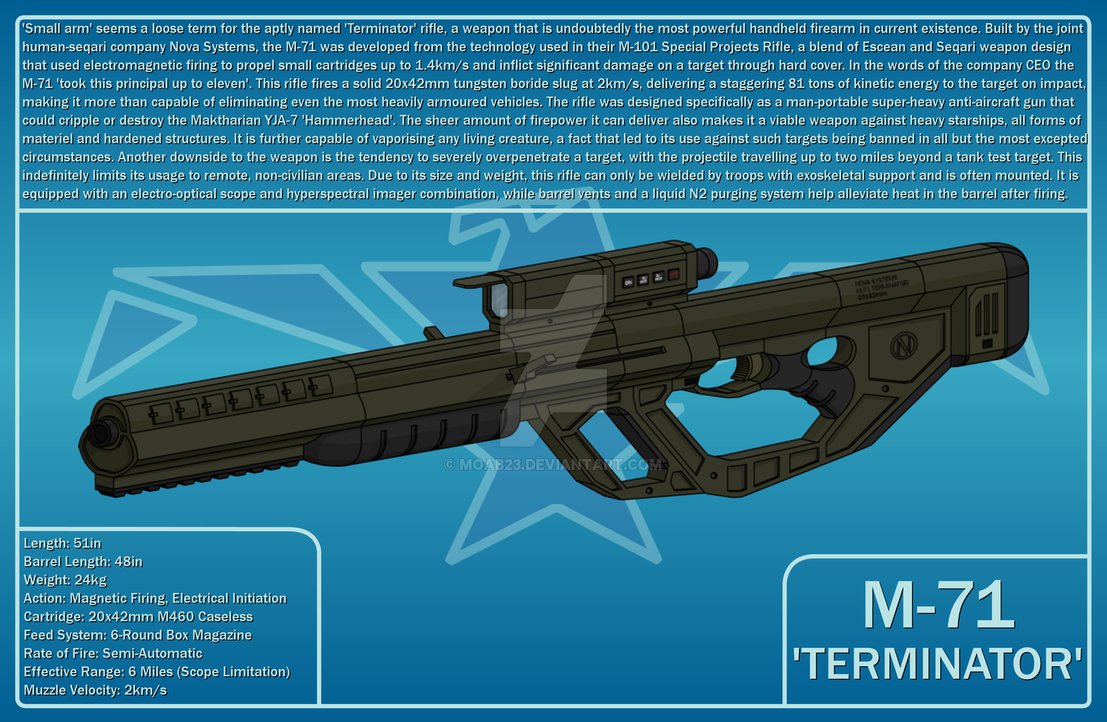 'Small arm' seems a loose term for the aptly named 'Terminator' rifle, a weapon that is undoubtedly the most powerful handheld firearm in current existence. Built by the joint
human-seqari company Nova Systems, the M-71 was developed from the technology used in their M-101 Special Projects Rifle, a blend of Escean and Seqari weapon design
that used electromagnetic firing to propel small cartridges up to 1.4km/s and inflict significant damage on a target through hard cover. In the words of the company CEO the
M-71 'took this principal up to eleven'. This rifle fires a solid 20x42mm tungsten boride slug at 2km/s, delivering a staggering 81 tons of kinetic energy to the target on impact,
making it more than capable of eliminating even the most heavily armoured vehicles. The rifle was designed specifically as a man-portable super-heavy anti-aircraft gun that
could cripple or destroy the Maktharian YJA-7 'Hammerhead'. The sheer amount of firepower it can deliver also makes it a viable weapon against heavy starships, all forms of
materiel and hardened structures. It is further capable of vaporising any living creature, a fact that led to its use against such targets being banned in all but the most excepted
circumstances. Another downside to the weapon is the tendency to severely overpenetrate a target, with the projectile travelling up to two miles beyond a tank test target. This
indefinitely limits its usage to remote, non-civilian areas. Due to its size and weight, this rifle can only be wielded by troops with exoskeletal support and is often mounted. It is
equipped with an electro-optical scope and hyperspectral imager combination, while barrel vents and a liquid N2 purging system help alleviate heat in the barrel after firing.
NOVA SYSTEMS
M-71 TERMINATOR
20x42mm
N
© MOAB23.DEVIANTART.COM
Length: 51in
Barrel Length: 48in
Weight: 24kg
Action: Magnetic Firing, Electrical Initiation
Cartridge: 20x42mm M460 Caseless
Feed System: 6-Round Box Magazine
Rate of Fire: Semi-Automatic
Effective Range: 6 Miles (Scope Limitation)
Muzzle Velocity: 2km/s
M-71
'TERMINATOR'